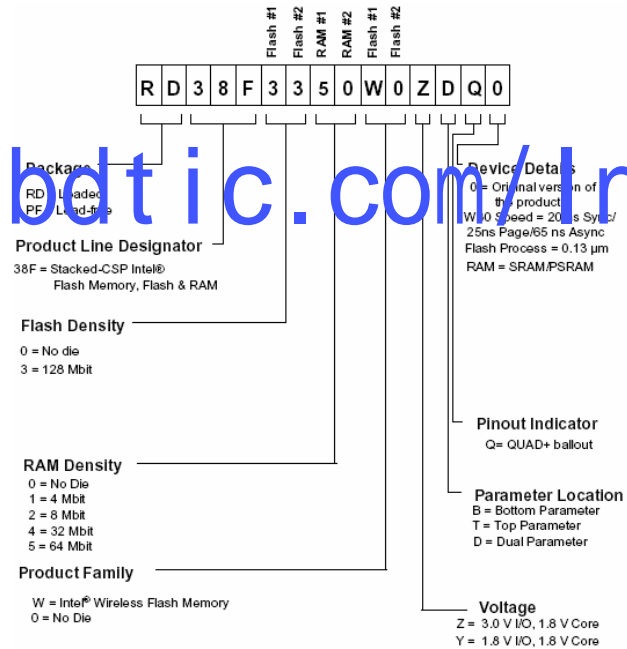 Flash #1
Flash #2
RAM #1
RAM #2
Flash #1
Flash #2
R D 3 8 F 3 3 5 0 W 0 Z D Q 0
bdtic.com/
Package
RD = Leaded
PF = Lead-free
Product Line Designator
38F = Stacked-CSP Intel®
Flash Memory, Flash & RAM
Flash Density
0 = No die
3 = 128 Mbit
RAM Density
0 = No Die
1 = 4 Mbit
2 = 8 Mbit
4 = 32 Mbit
5 = 64 Mbit
Product Family
W = Intel® Wireless Flash Memory
0 = No Die
Device Details
0 = Original version of
the product
W30 Speed = 20ns Sync/
25ns Page/65 ns Async
Flash Process = 0.13 µm
RAM = SRAM/PSRAM
Pinout Indicator
Q= QUAD+ ballout
Parameter Location
B = Bottom Parameter
T = Top Parameter
D = Dual Parameter
Voltage
Z = 3.0 V I/O, 1.8 V Core
Y = 1.8 V I/O, 1.8 V Core